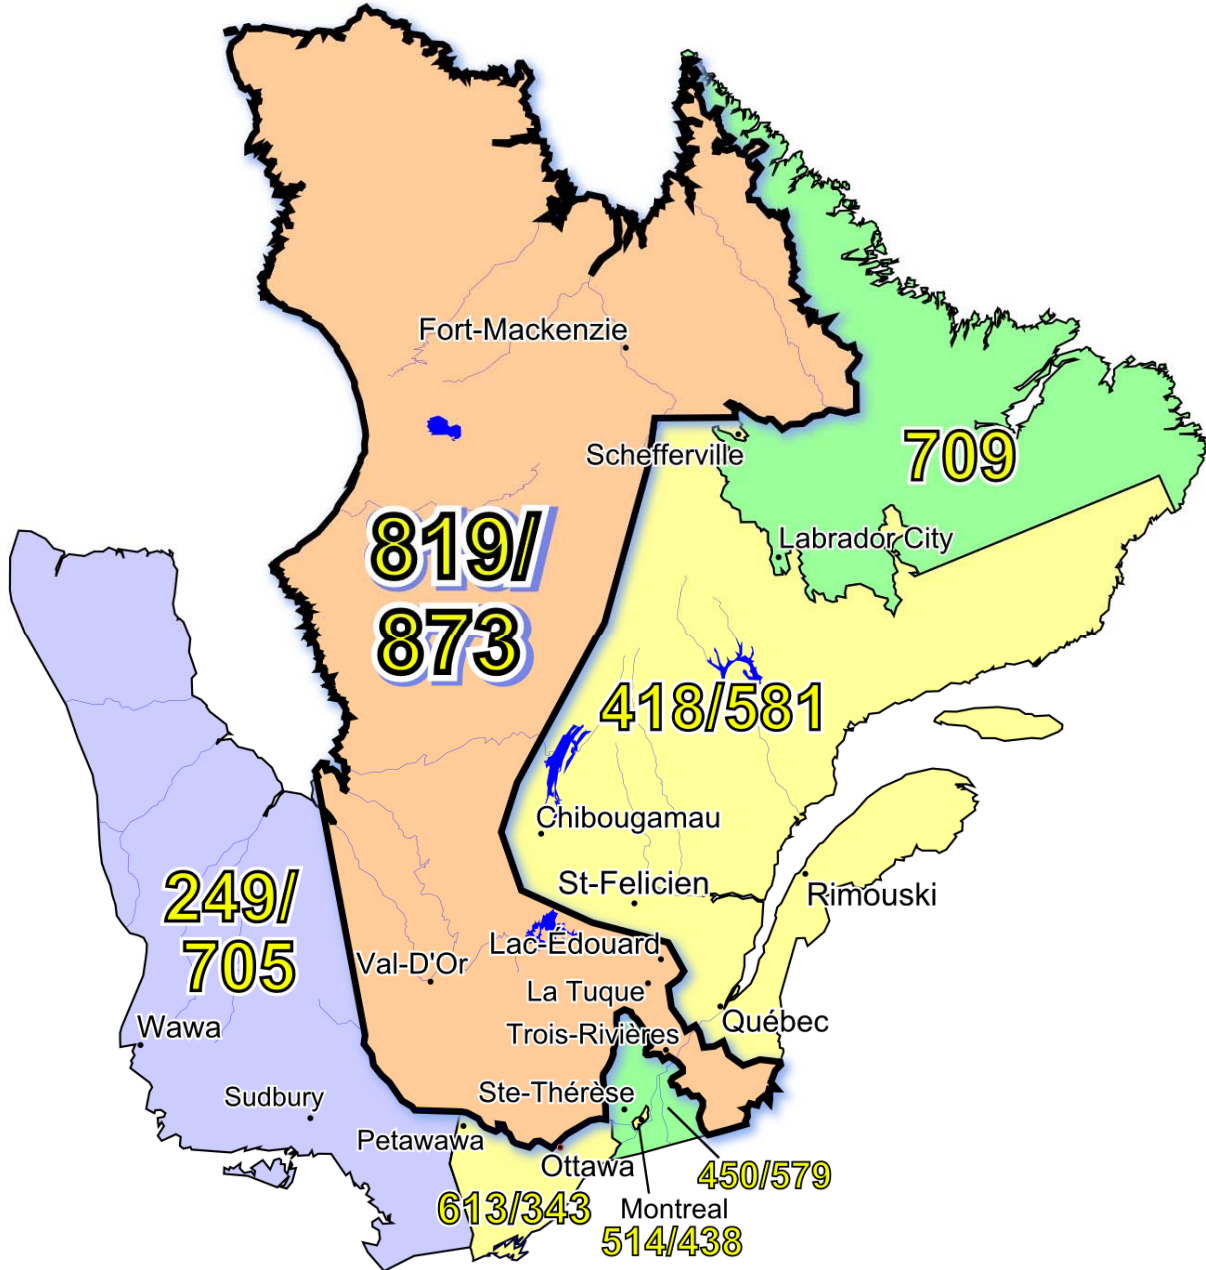 Fort-Mackenzie
Schefferville
709
819/
873
Labrador City
418/581
Chibougamau
249/
705
St-Felicien
Rimouski
Lac-Édouard
Val-D'Or
La Tuque
Wawa
Québec
Trois-Rivières
Sudbury
Ste-Thérèse
Petawawa
Ottawa
450/579
613/343
Montreal
514/438